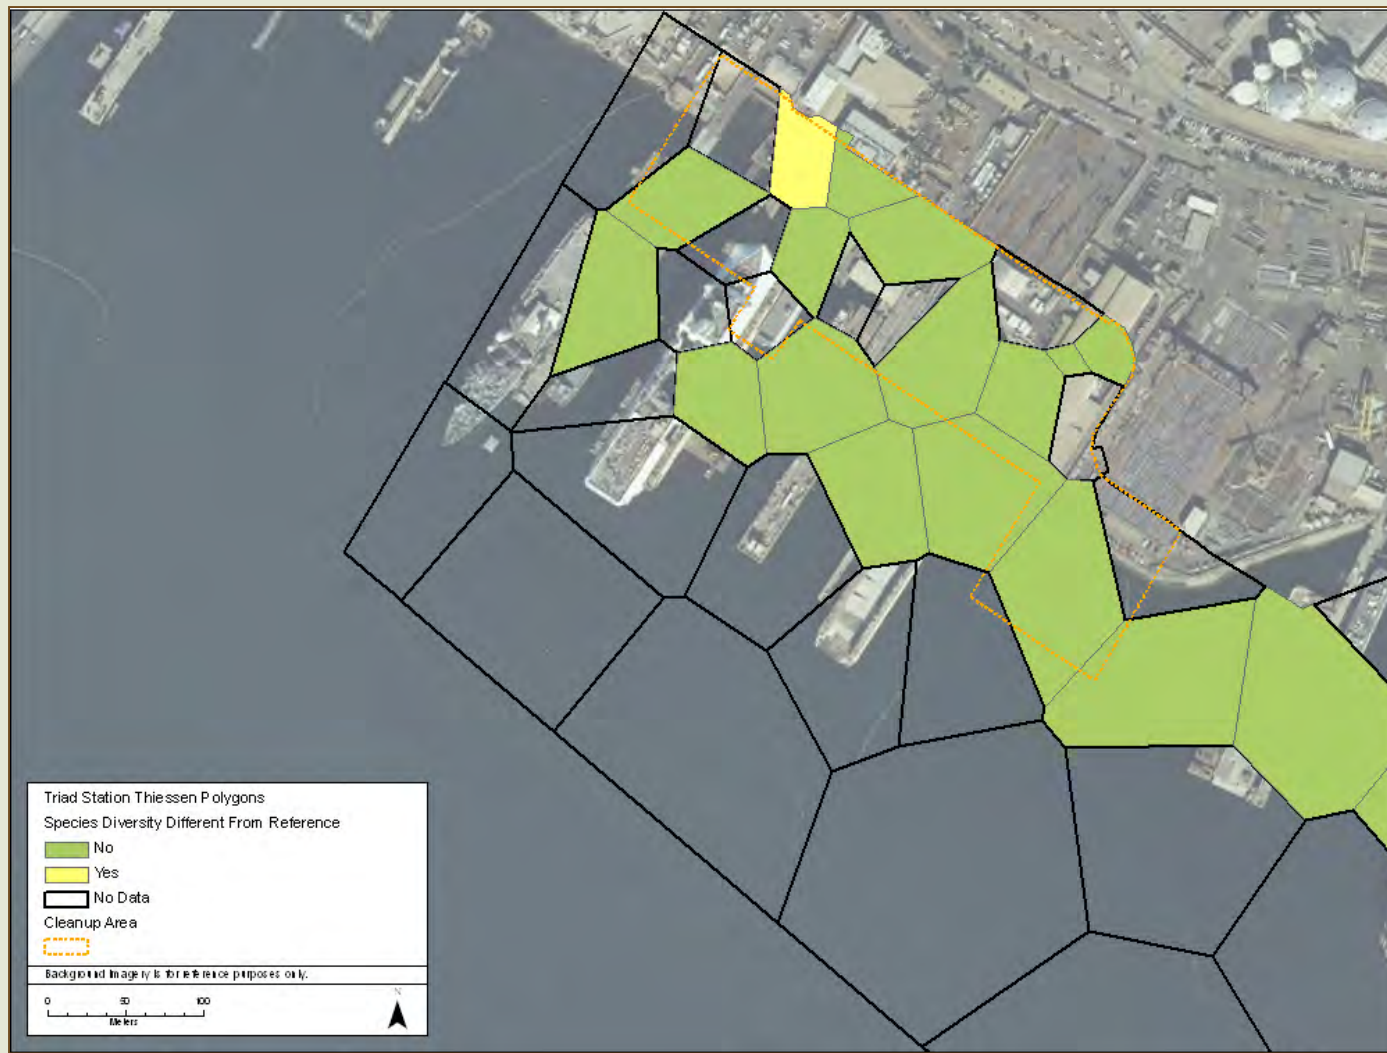 Triad Station Thiessen Polygons
Species Diversity Different From Reference
No
Yes
No Data
Cleanup Area
Background Imagery is for reference purposes only.
N
0 50 100
Meters